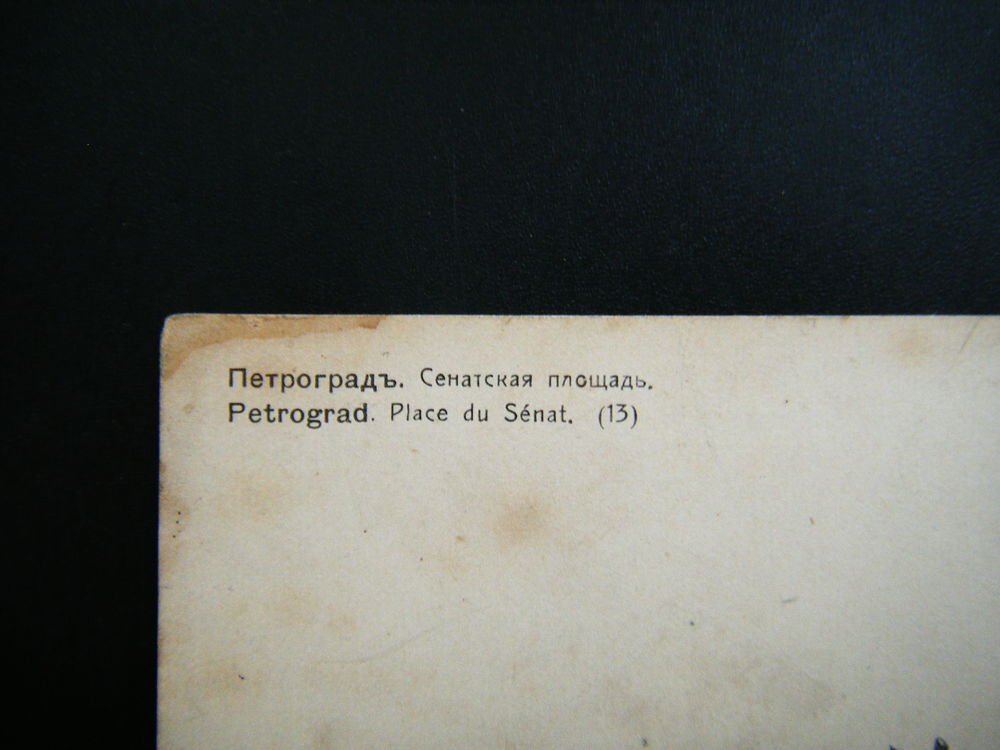 Петроградъ. Сенатская площадь.
Petrograd. Place du Sénat. (13)